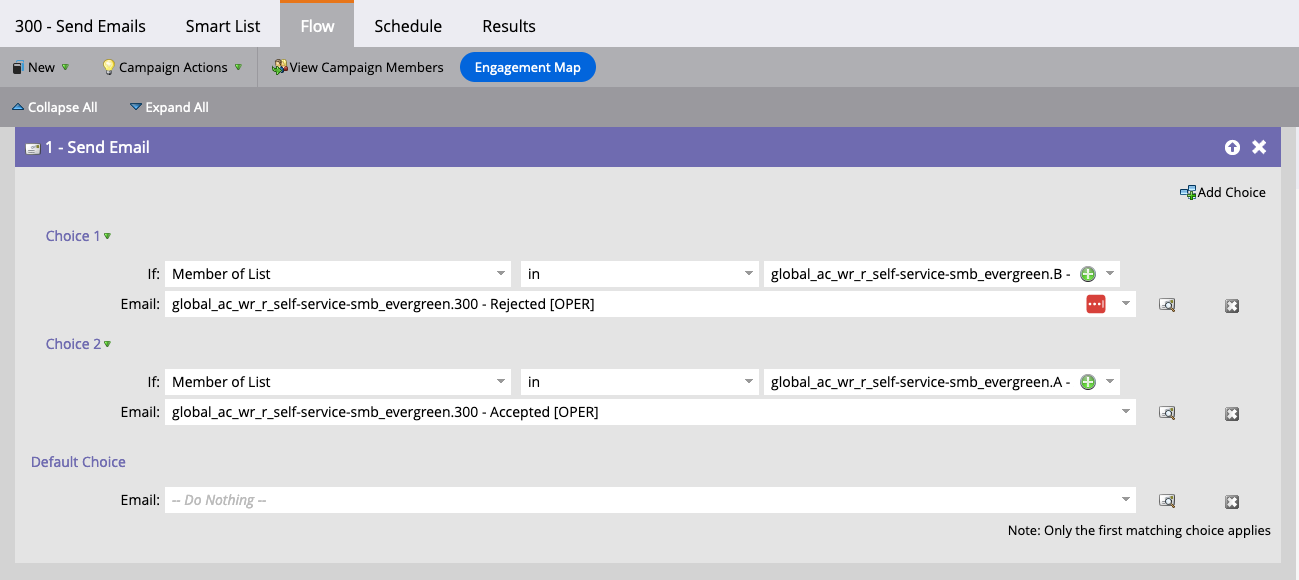 300 - Send Emails Smart List Flow Schedule Results
New Campaign Actions View Campaign Members Engagement Map
Collapse All Expand All
1 - Send Email
Add Choice
Choice 1
If: Member of List in global_ac_wr_r_self-service-smb_evergreen.B -
Email: global_ac_wr_r_self-service-smb_evergreen.300 - Rejected [OPER]
Choice 2
If: Member of List in global_ac_wr_r_self-service-smb_evergreen.A -
Email: global_ac_wr_r_self-service-smb_evergreen.300 - Accepted [OPER]
Default Choice
Email: -- Do Nothing --
Note: Only the first matching choice applies